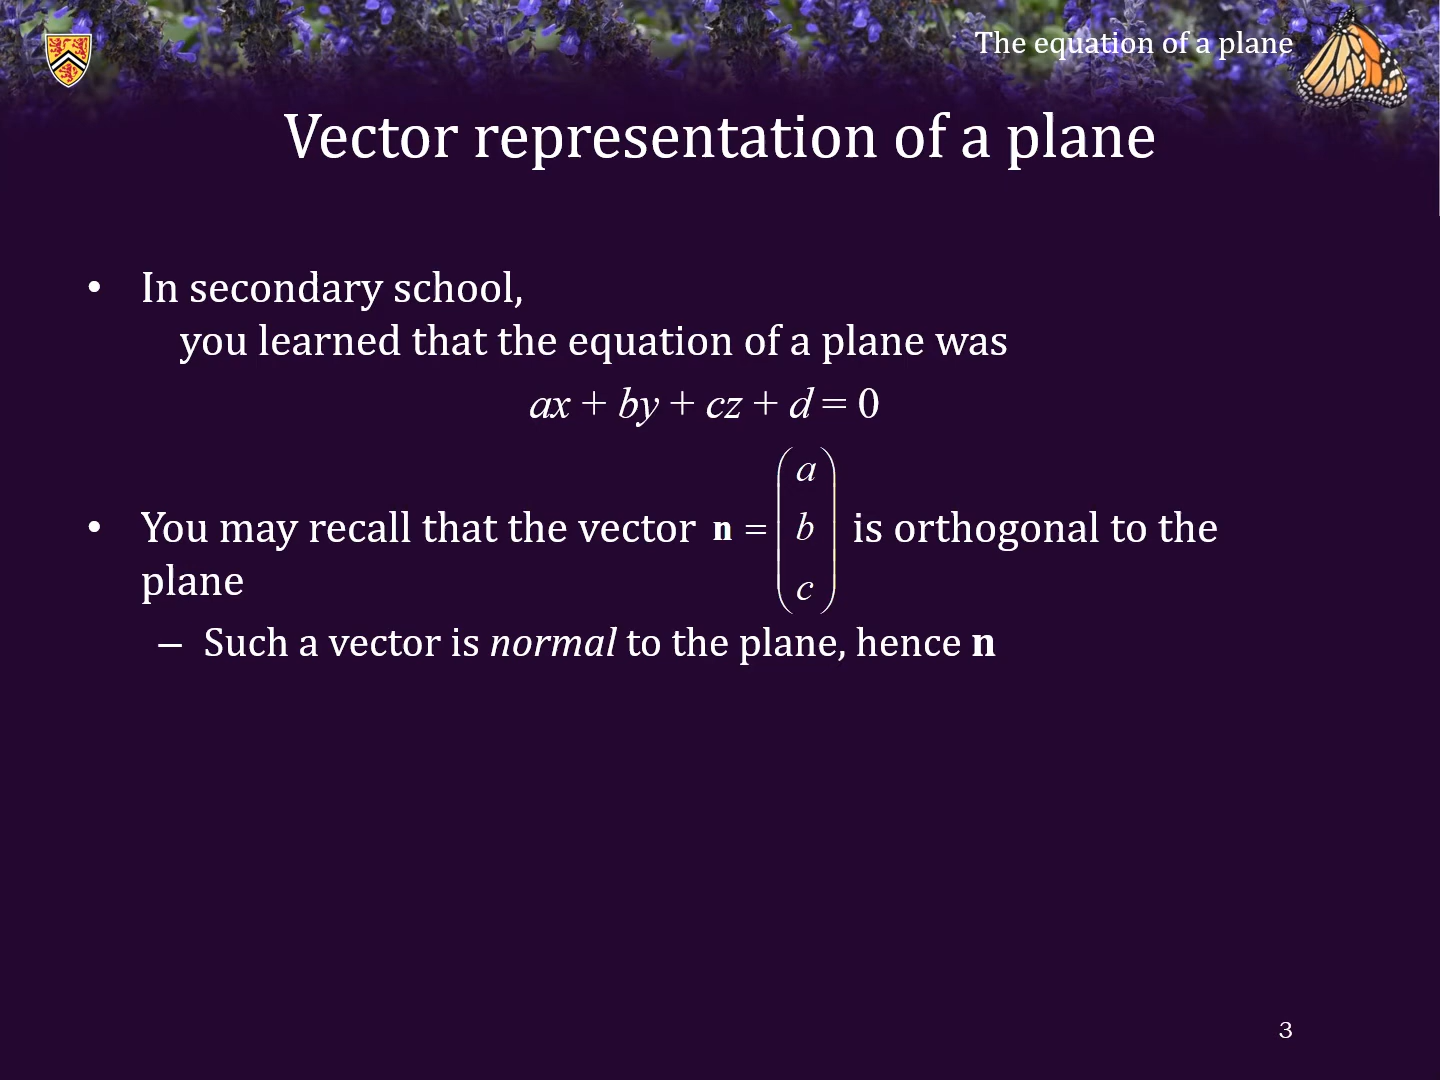 The equation of a plane
Vector representation of a plane
• In secondary school,
you learned that the equation of a plane was
ax + by + cz + d = 0
• You may recall that the vector n = (a b c) is orthogonal to the
plane
– Such a vector is normal to the plane, hence n
3